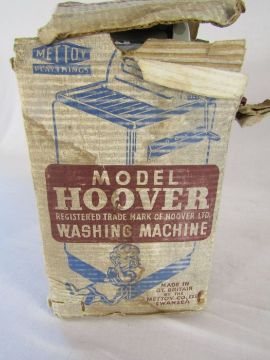 METTOY
PLAYTHINGS
MODEL
HOOVER
REGISTERED TRADE MARK OF HOOVER LTD.
WASHING MACHINE
MADE IN
GT. BRITAIN
BY THE
METTOY CO. LTD.
SWANSEA